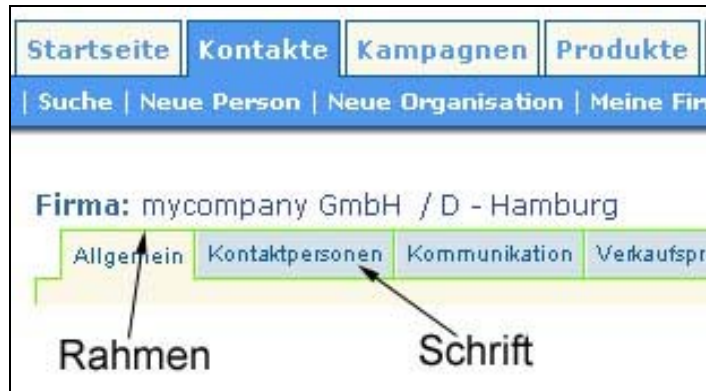 Startseite Kontakte Kampagnen Produkte
| Suche | Neue Person | Neue Organisation | Meine Fir
Firma: mycompany GmbH / D - Hamburg
Allgemein Kontaktpersonen Kommunikation Verkaufspr
Rahmen Schrift